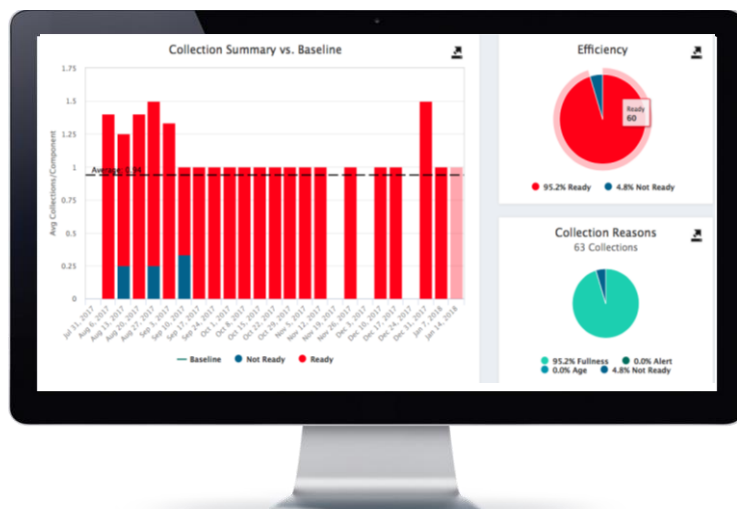 Collection Summary vs. Baseline
1.75
1.5
1.25
1
0.75
0.5
0.25
0
Avg Collections/Component
Average: 0.94
Jul 31, 2017
Aug 6, 2017
Aug 13, 2017
Aug 20, 2017
Aug 27, 2017
Sep 3, 2017
Sep 10, 2017
Sep 17, 2017
Sep 24, 2017
Oct 1, 2017
Oct 8, 2017
Oct 15, 2017
Oct 22, 2017
Oct 29, 2017
Nov 5, 2017
Nov 12, 2017
Nov 19, 2017
Nov 26, 2017
Dec 3, 2017
Dec 10, 2017
Dec 17, 2017
Dec 24, 2017
Dec 31, 2017
Jan 7, 2018
Jan 14, 2018
Baseline Not Ready Ready
Efficiency
Ready
60
95.2% Ready 4.8% Not Ready
Collection Reasons
63 Collections
95.2% Fullness 0.0% Alert
0.0% Age 4.8% Not Ready